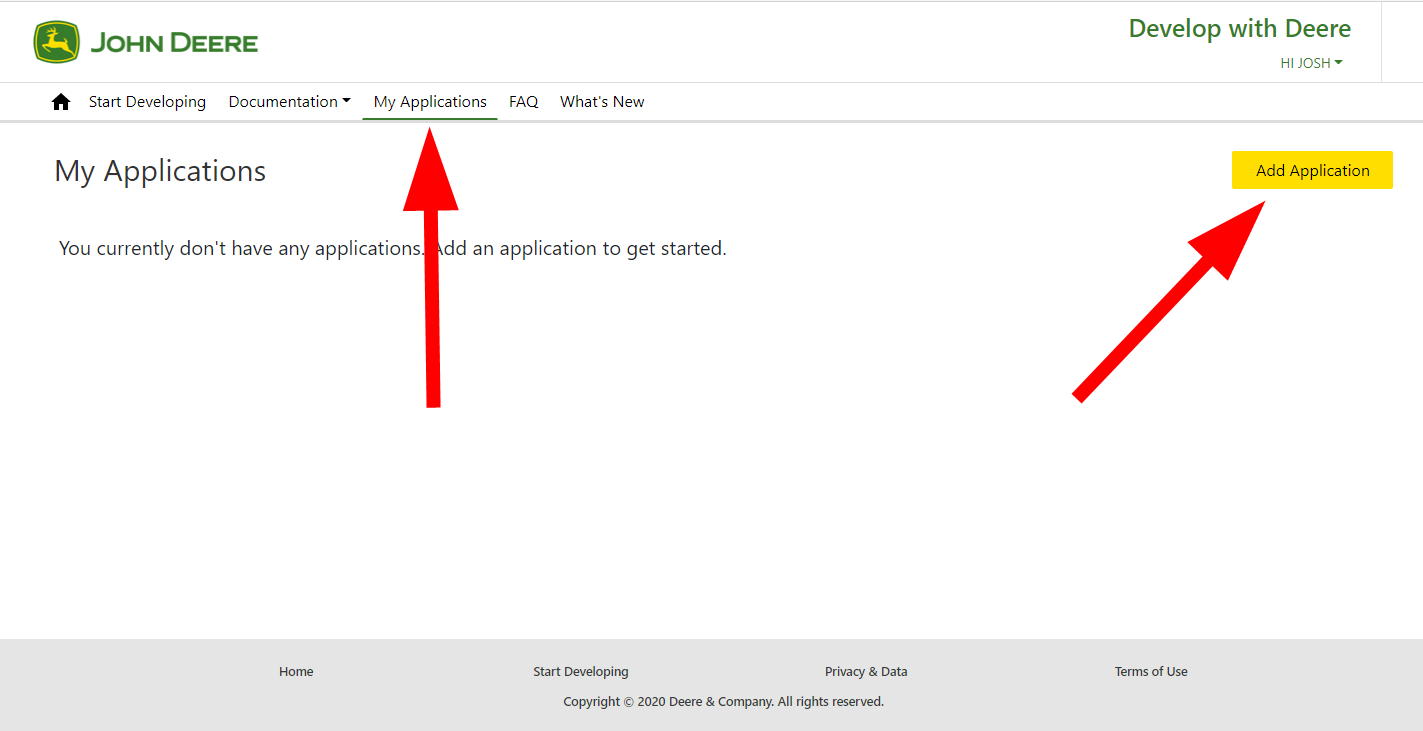 JOHN DEERE
Develop with Deere
HI JOSH
Start Developing Documentation My Applications FAQ What's New
My Applications
Add Application
You currently don't have any applications. Add an application to get started.
Home Start Developing Privacy & Data Terms of Use
Copyright © 2020 Deere & Company. All rights reserved.